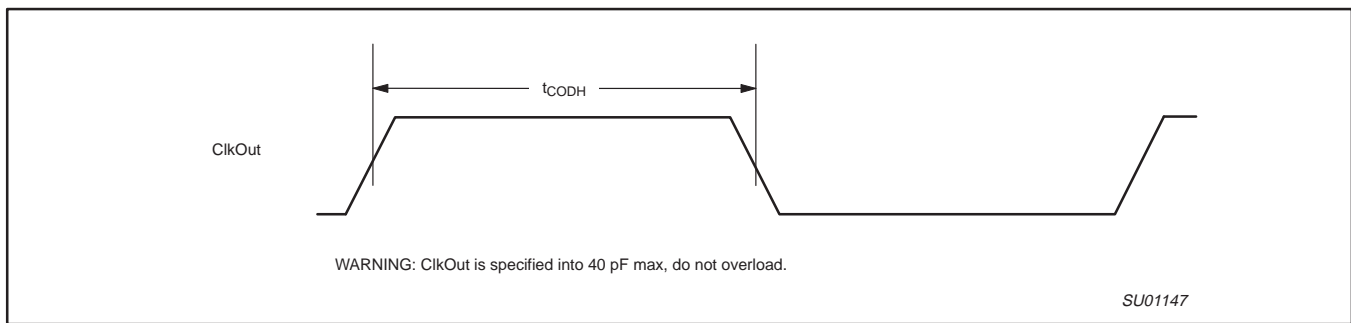 tCODH
ClkOut
WARNING: ClkOut is specified into 40 pF max, do not overload.
SU01147